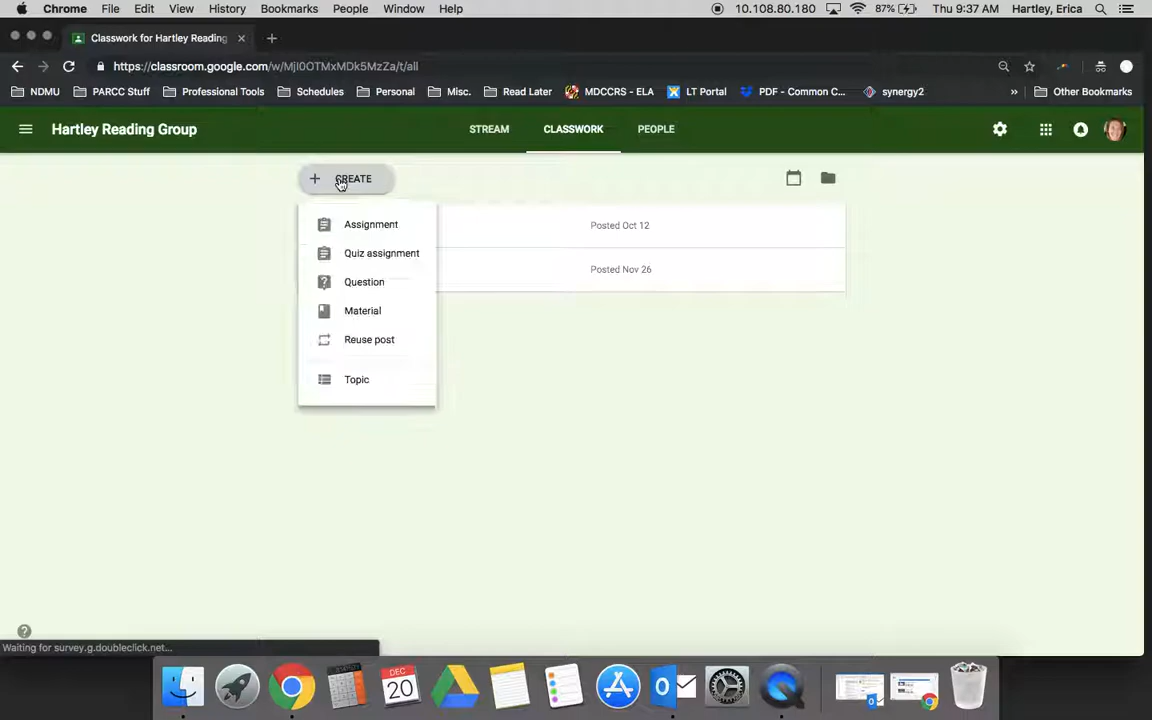 Chrome File Edit View History Bookmarks People Window Help 10.108.80.180 87% Thu 9:37 AM Hartley, Erica
Classwork for Hartley Reading
https://classroom.google.com/w/MjI0OTMxMDk5MzZa/t/all
NDMU PARCC Stuff Professional Tools Schedules Personal Misc. Read Later MDCCRS - ELA LT Portal PDF - Common C... synergy2 » Other Bookmarks
Hartley Reading Group STREAM CLASSWORK PEOPLE
CREATE
Assignment Posted Oct 12
Quiz assignment
Posted Nov 26
Question
Material
Reuse post
Topic
Waiting for survey.g.doubleclick.net...
DEC
20